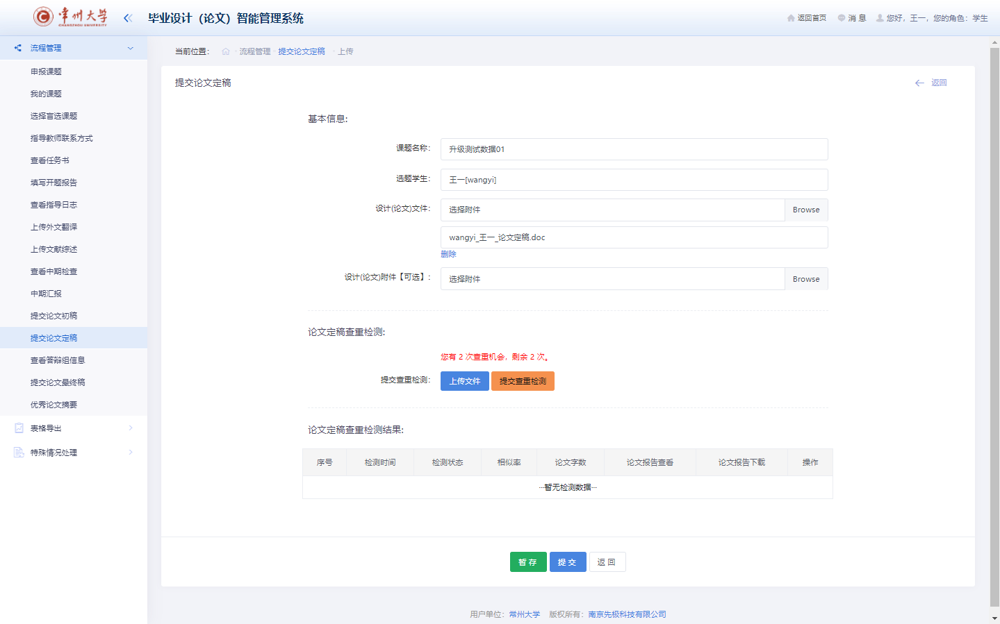 常州大学
CHANGZHOU UNIVERSITY
毕业设计（论文）智能管理系统
返回首页 消 息 您好，王一，您的角色：学生
流程管理
申报课题
我的课题
选择盲选课题
指导教师联系方式
查看任务书
填写开题报告
查看指导日志
上传外文翻译
上传文献综述
查看中期检查
中期汇报
提交论文初稿
提交论文定稿
查看答辩组信息
提交论文最终稿
优秀论文摘要
表格导出
特殊情况处理
当前位置： 流程管理 提交论文定稿 上传
提交论文定稿
返回
基本信息:
课题名称： 升级测试数据01
选题学生： 王一[wangyi]
设计(论文)文件： 选择附件 Browse
wangyi_王一_论文定稿.doc
删除
设计(论文)附件【可选】： 选择附件 Browse
论文定稿查重检测:
您有 2 次查重机会，剩余 2 次。
提交查重检测： 上传文件 提交查重检测
论文定稿查重检测结果:
序号 检测时间 检测状态 相似率 论文字数 论文报告查看 论文报告下载 操作
···暂无检测数据···
暂 存 提 交 返 回
用户单位：常州大学 版权所有：南京先极科技有限公司